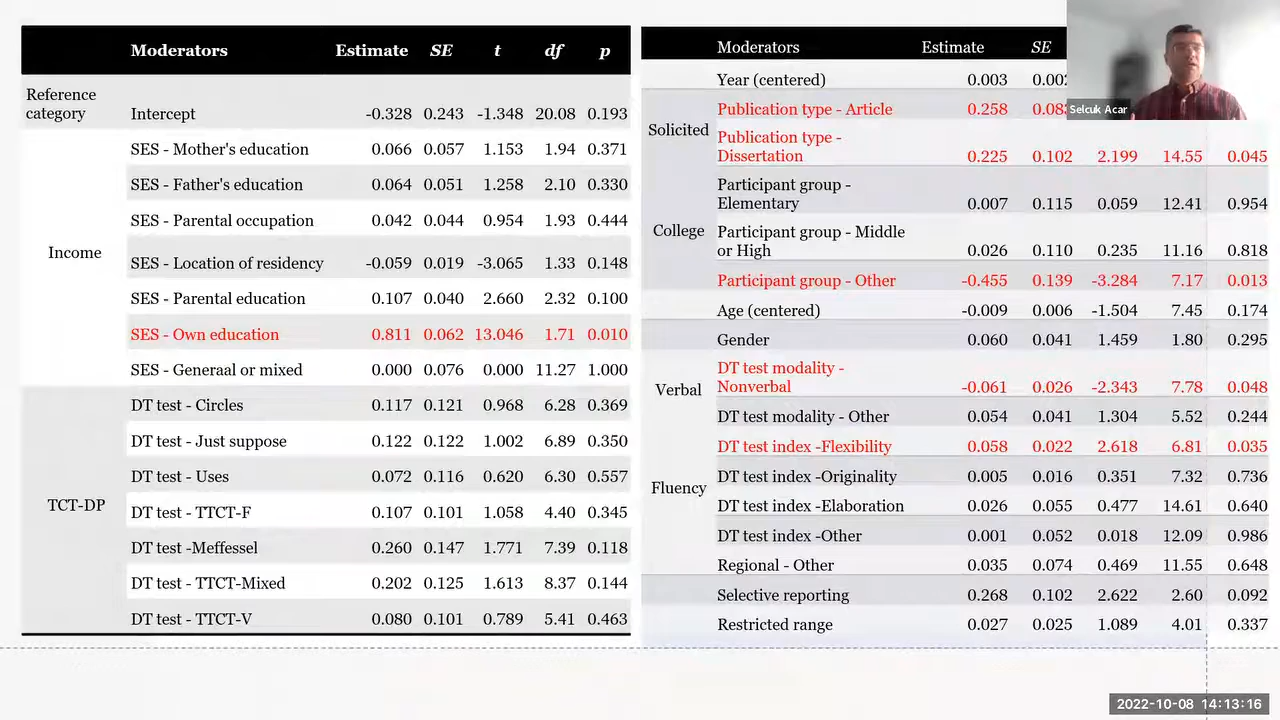 Moderators Estimate SE t df p
Reference
category
Intercept 0.328 0.243 -1.348 20.08 0.193
SES - Mother's education 0.066 0.057 1.153 1.94 0.371
SES - Father's education 0.064 0.051 1.258 2.10 0.330
SES - Parental occupation 0.042 0.044 0.954 1.93 0.444
Income
SES - Location of residency -0.059 0.019 -3.065 1.33 0.148
SES - Parental education 0.107 0.040 2.660 2.32 0.100
SES - Own education 0.811 0.062 13.046 1.71 0.010
SES - Generaal or mixed 0.000 0.076 0.000 11.27 1.000
DT test - Circles 0.117 0.121 0.968 6.28 0.369
DT test - Just suppose 0.122 0.122 1.002 6.89 0.350
DT test - Uses 0.072 0.116 0.620 6.30 0.557
TCT-DP
DT test - TTCT-F 0.107 0.101 1.058 4.40 0.345
DT test -Meffessel 0.260 0.147 1.771 7.39 0.118
DT test - TTCT-Mixed 0.202 0.125 1.613 8.37 0.144
DT test - TTCT-V 0.080 0.101 0.789 5.41 0.463
Moderators Estimate SE
Year (centered) 0.003
Solicited
Publication type - Article 0.258
Publication type -
Dissertation 0.225 0.102 2.199 14.55 0.045
Participant group -
Elementary 0.007 0.115 0.059 12.41 0.954
College
Participant group - Middle
or High 0.026 0.110 0.235 11.16 0.818
Participant group - Other -0.455 0.139 -3.284 7.17 0.013
Age (centered) -0.009 0.006 -1.504 7.45 0.174
Gender 0.060 0.041 1.459 1.80 0.295
Verbal
DT test modality -
Nonverbal -0.061 0.026 -2.343 7.78 0.048
DT test modality - Other 0.054 0.041 1.304 5.52 0.244
DT test index -Flexibility 0.058 0.022 2.618 6.81 0.035
DT test index -Originality 0.005 0.016 0.351 7.32 0.736
Fluency
DT test index -Elaboration 0.026 0.055 0.477 14.61 0.640
DT test index -Other 0.001 0.052 0.018 12.09 0.986
Regional - Other 0.035 0.074 0.469 11.55 0.648
Selective reporting 0.268 0.102 2.622 2.60 0.092
Restricted range 0.027 0.025 1.089 4.01 0.337
Selcuk Acar
2022-10-08 14:13:16